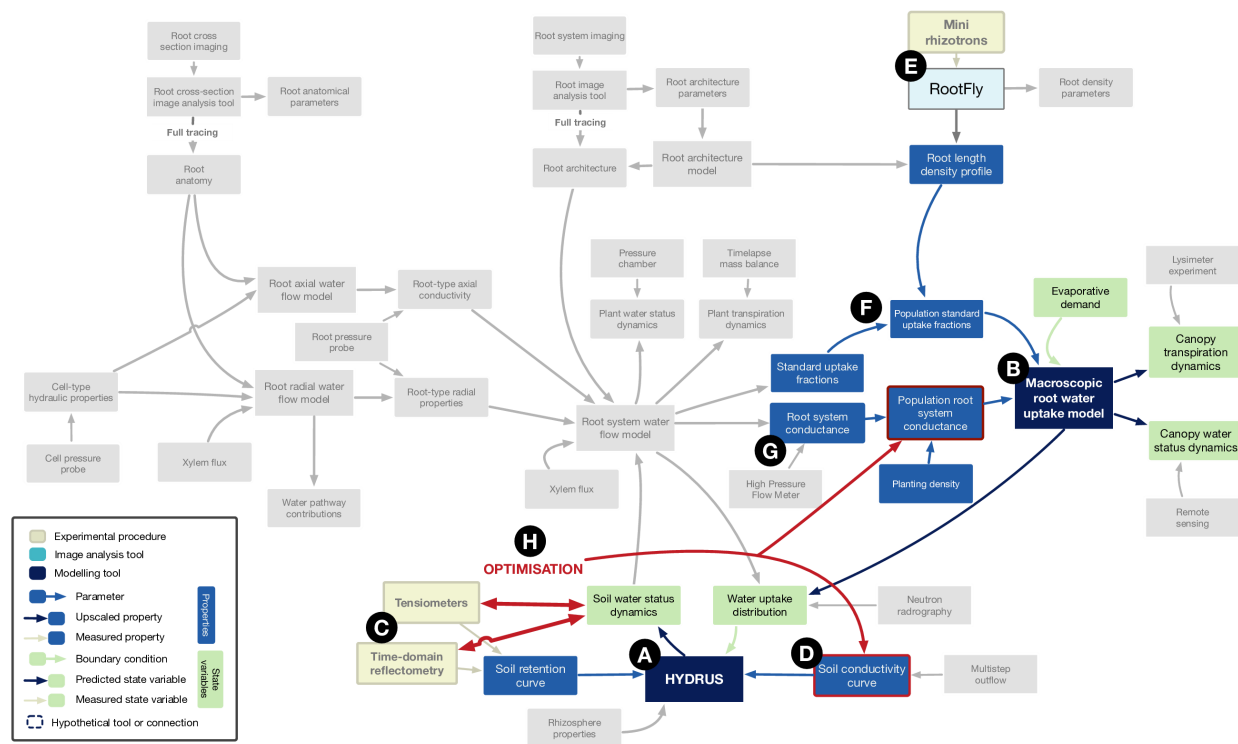 Root cross
section imaging
Root cross-section
image analysis tool
Root anatomical
parameters
Full tracing
Root
anatomy
Root system imaging
Root image
analysis tool
Root architecture
parameters
Full tracing
Root architecture
Root architecture
model
Mini
rhizotrons
E
RootFly
Root density
parameters
Root length
density profile
Root axial water
flow model
Root-type axial
conductivity
Root pressure
probe
Cell-type
hydraulic properties
Root radial water
flow model
Root-type radial
properties
Cell pressure
probe
Xylem flux
Water pathway
contributions
Pressure
chamber
Timelapse
mass balance
Plant water status
dynamics
Plant transpiration
dynamics
Root system water
flow model
Xylem flux
F
Population standard
uptake fractions
Evaporative
demand
Lysimeter
experiment
Canopy
transpiration
dynamics
Standard uptake
fractions
B
Macroscopic
root water
uptake model
Root system
conductance
Population root
system
conductance
G
High Pressure
Flow Meter
Planting density
Canopy water
status dynamics
Remote
sensing
H
OPTIMISATION
Tensiometers
Soil water status
dynamics
Water uptake
distribution
Neutron
radiography
C
Time-domain
reflectometry
Soil retention
curve
A
HYDRUS
D
Soil conductivity
curve
Multistep
outflow
Rhizosphere
properties
Experimental procedure
Image analysis tool
Modelling tool
Parameter
Upscaled property
Measured property
Properties
Boundary condition
Predicted state variable
Measured state variable
State
variables
Hypothetical tool or connection